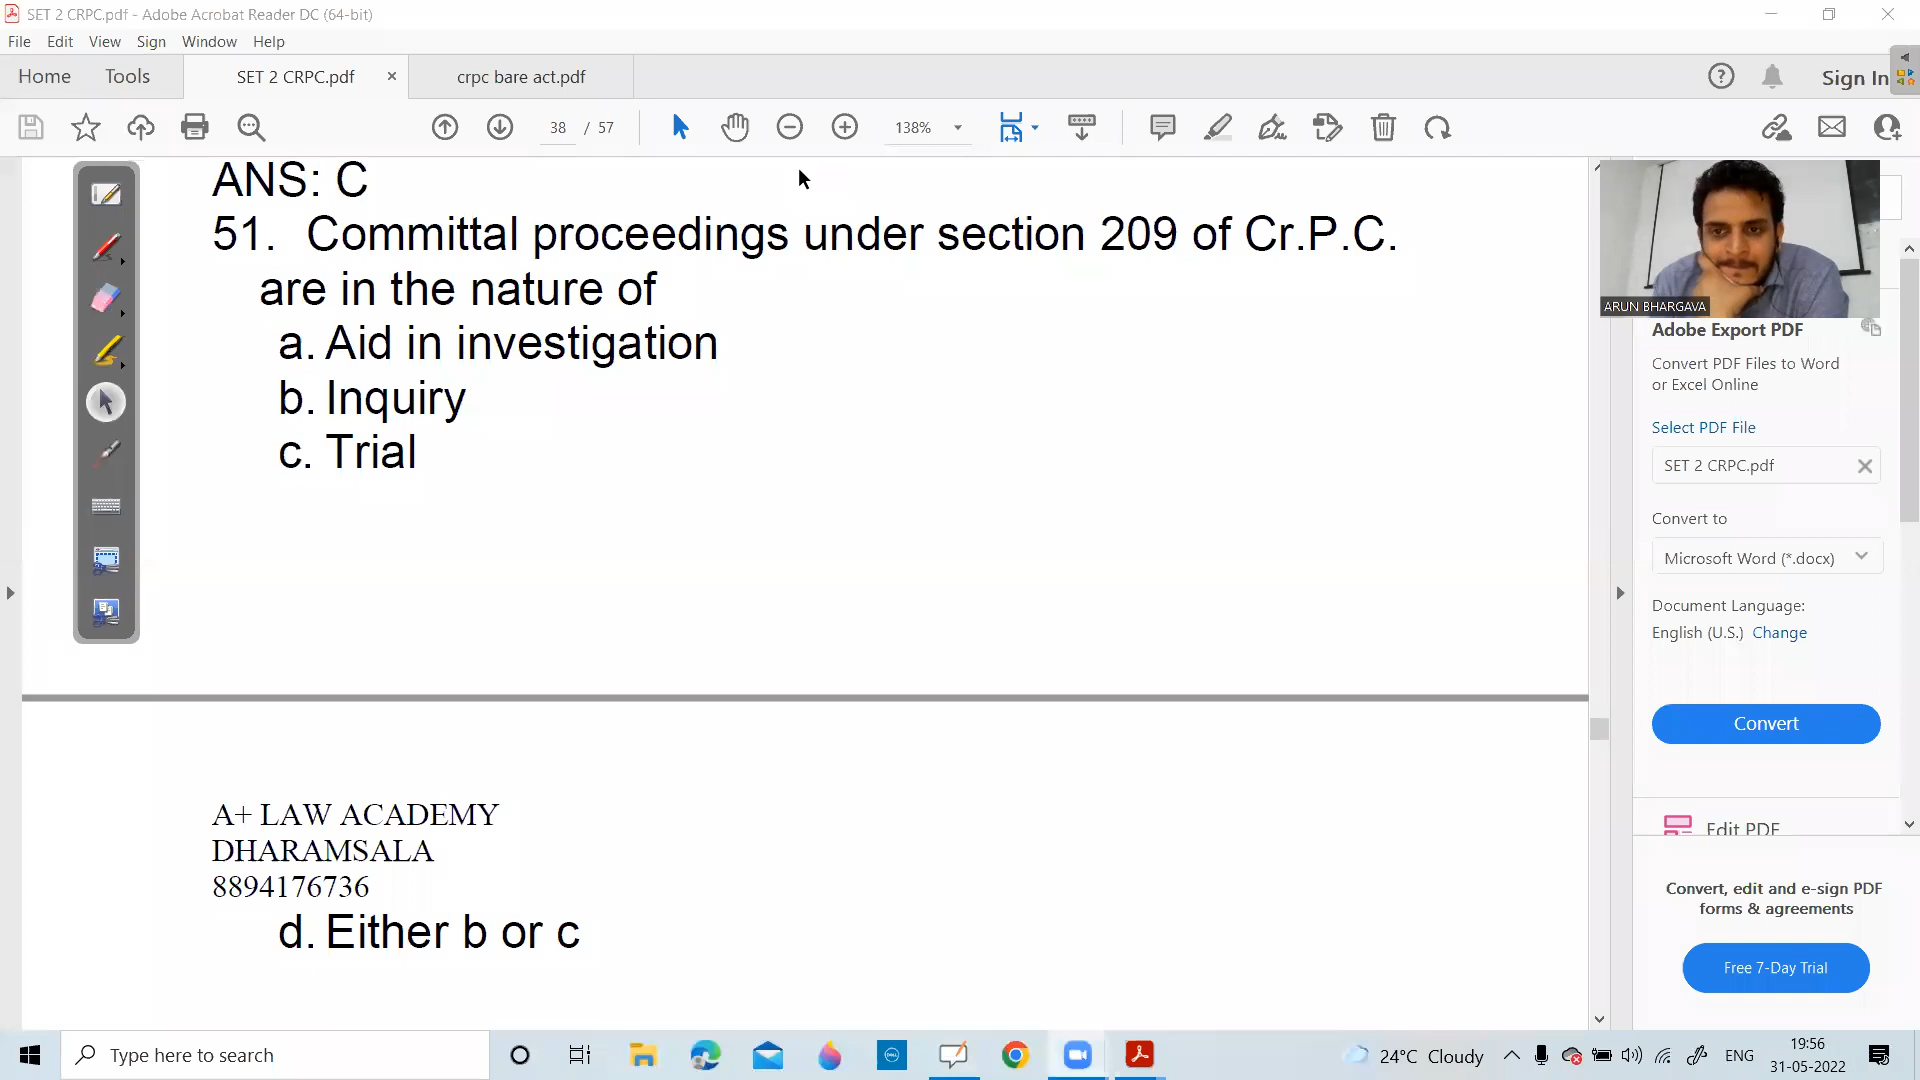 SET 2 CRPC.pdf - Adobe Acrobat Reader DC (64-bit)
File Edit View Sign Window Help
Home Tools SET 2 CRPC.pdf × crpc bare act.pdf Sign In
38 / 57 138%
ANS: C
51. Committal proceedings under section 209 of Cr.P.C.
are in the nature of
a. Aid in investigation
b. Inquiry
c. Trial
A+ LAW ACADEMY
DHARAMSALA
8894176736
d. Either b or c
ARUN BHARGAVA
Adobe Export PDF
Convert PDF Files to Word
or Excel Online
Select PDF File
SET 2 CRPC.pdf
Convert to
Microsoft Word (*.docx)
Document Language:
English (U.S.) Change
Convert
Edit PDF
Convert, edit and e-sign PDF
forms & agreements
Free 7-Day Trial
Type here to search
24°C Cloudy
ENG
19:56
31-05-2022